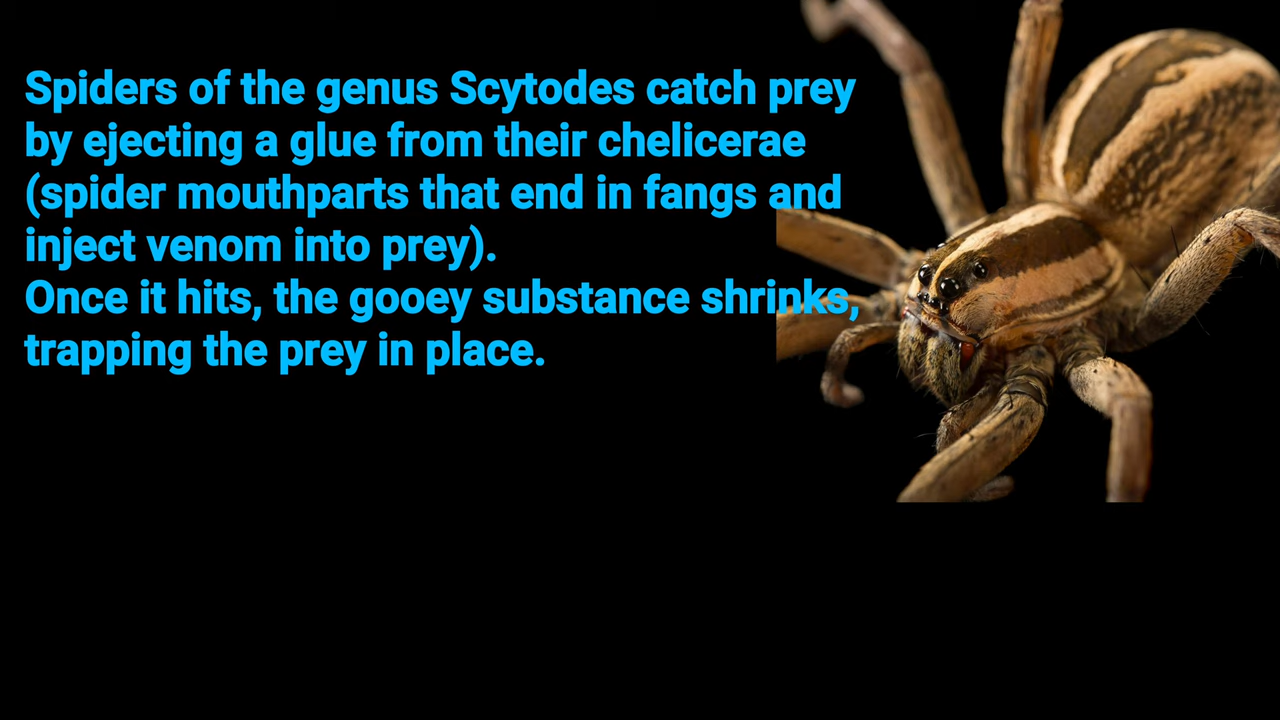 Spiders of the genus Scytodes catch prey
by ejecting a glue from their chelicerae
(spider mouthparts that end in fangs and
inject venom into prey).
Once it hits, the gooey substance shrinks,
trapping the prey in place.